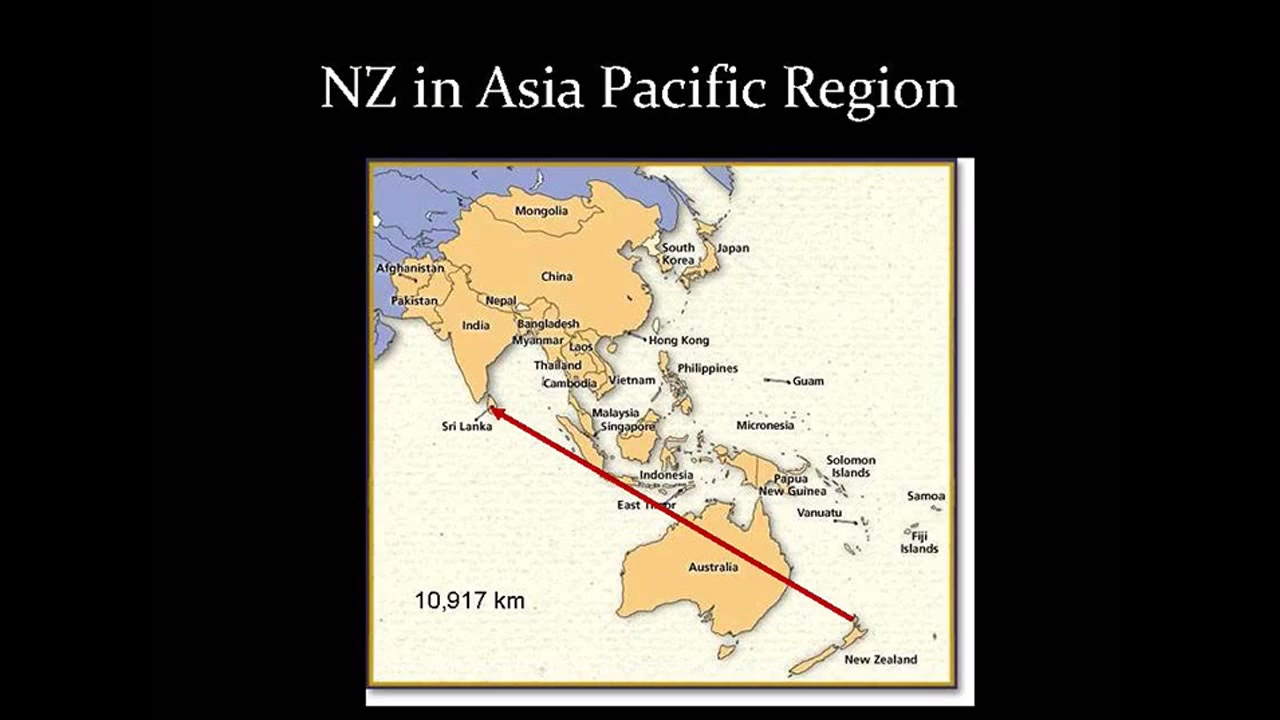 NZ in Asia Pacific Region
Mongolia
South
Korea
Japan
Afghanistan
China
Pakistan
Nepal
India
Bangladesh
Myanmar
Laos
Hong Kong
Thailand
Philippines
Cambodia
Vietnam
Guam
Malaysia
Singapore
Sri Lanka
Micronesia
Solomon
Islands
Indonesia
Papua
New Guinea
Samoa
East Timor
Vanuatu
Fiji
Islands
Australia
10,917 km
New Zealand